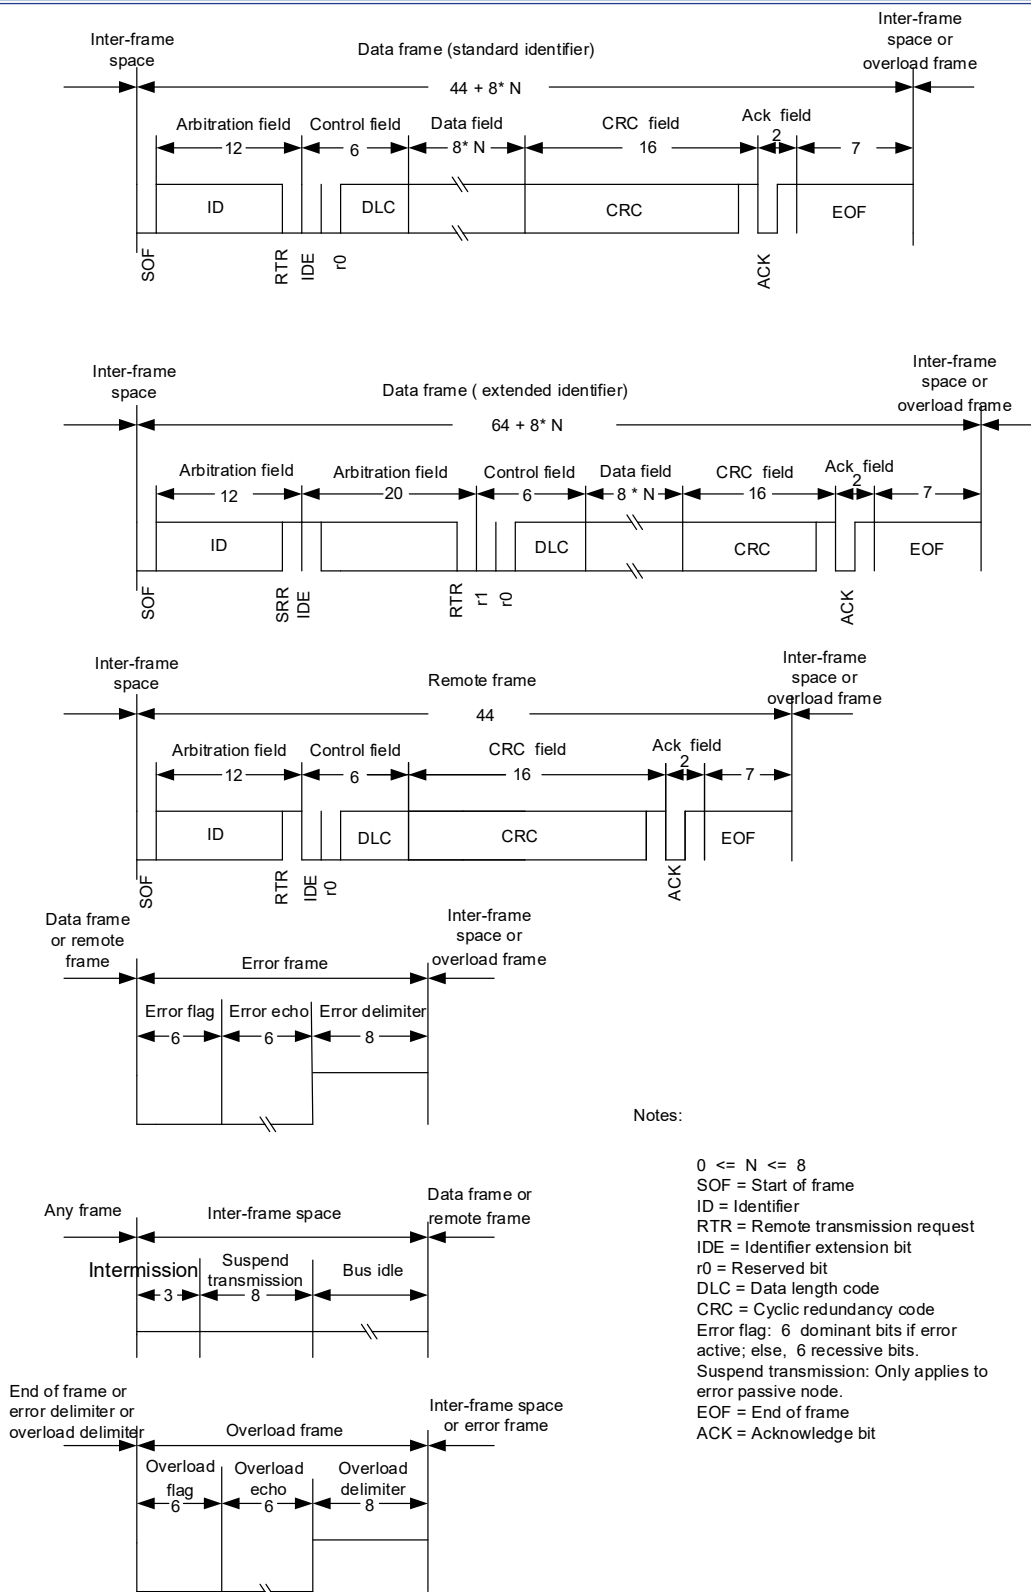 Inter-frame
space
Data frame (standard identifier)
Inter-frame
space or
overload frame
44 + 8* N
Arbitration field
Control field
Data field
CRC field
Ack field
12
6
8* N
16
2
7
ID
DLC
CRC
EOF
SOF
RTR
IDE
r0
ACK
Inter-frame
space
Data frame ( extended identifier)
Inter-frame
space or
overload frame
64 + 8* N
Arbitration field
Arbitration field
Control field
Data field
CRC field
Ack field
12
20
6
8 * N
16
2
7
ID
DLC
CRC
EOF
SOF
SRR
IDE
RTR
r1
r0
ACK
Inter-frame
space
Remote frame
Inter-frame
space or
overload frame
44
Arbitration field
Control field
CRC field
Ack field
12
6
16
2
7
ID
DLC
CRC
EOF
SOF
RTR
IDE
r0
ACK
Data frame
or remote
frame
Error frame
Inter-frame
space or
overload frame
Error flag
Error echo
Error delimiter
6
6
8
Any frame
Inter-frame space
Data frame or
remote frame
Intermission
Suspend
transmission
Bus idle
3
8
End of frame or
error delimiter or
overload delimiter
Overload frame
Inter-frame space
or error frame
Overload
flag
Overload
echo
Overload
delimiter
6
6
8
Notes:
0 <= N <= 8
SOF = Start of frame
ID = Identifier
RTR = Remote transmission request
IDE = Identifier extension bit
r0 = Reserved bit
DLC = Data length code
CRC = Cyclic redundancy code
Error flag: 6 dominant bits if error
active; else, 6 recessive bits.
Suspend transmission: Only applies to
error passive node.
EOF = End of frame
ACK = Acknowledge bit